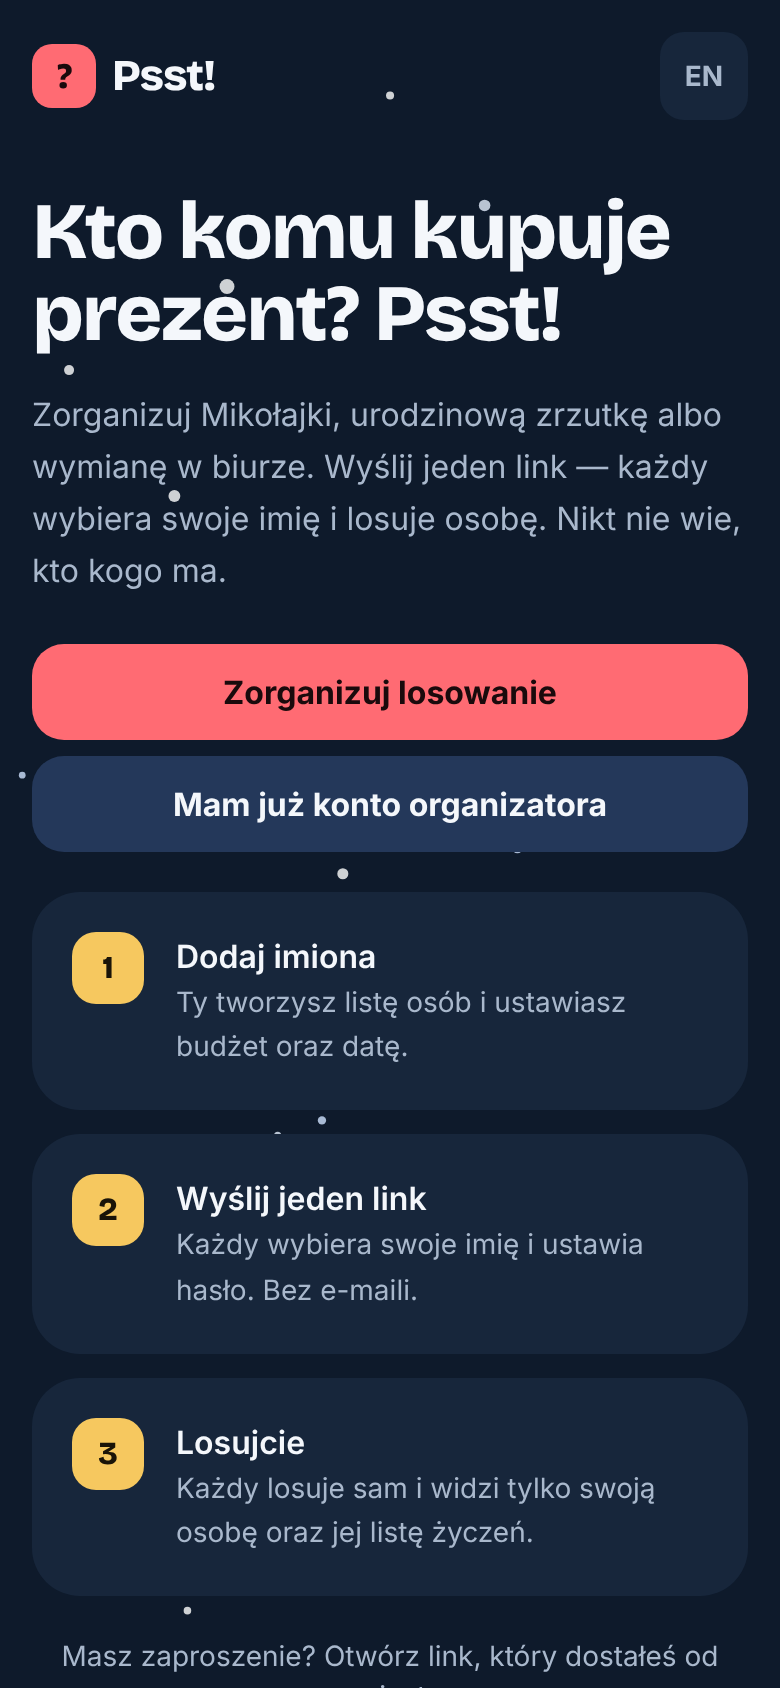 ?
Psst!
EN
Kto komu kupuje
prezent? Psst!
Zorganizuj Mikołajki, urodzinową zrzutkę albo
wymianę w biurze. Wyślij jeden link — każdy
wybiera swoje imię i losuje osobę. Nikt nie wie,
kto kogo ma.
Zorganizuj losowanie
Mam już konto organizatora
1
Dodaj imiona
Ty tworzysz listę osób i ustawiasz
budżet oraz datę.
2
Wyślij jeden link
Każdy wybiera swoje imię i ustawia
hasło. Bez e-maili.
3
Losujcie
Każdy losuje sam i widzi tylko swoją
osobę oraz jej listę życzeń.
Masz zaproszenie? Otwórz link, który dostałeś od